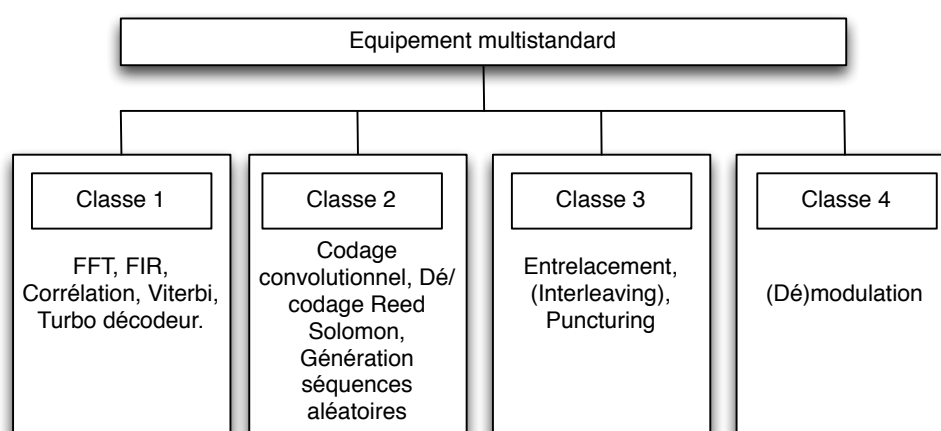 Equipement multistandard
Classe 1
FFT, FIR,
Corrélation, Viterbi,
Turbo décodeur.
Classe 2
Codage
convolutionnel, Dé/
codage Reed
Solomon,
Génération
séquences
aléatoires
Classe 3
Entrelacement,
(Interleaving),
Puncturing
Classe 4
(Dé)modulation